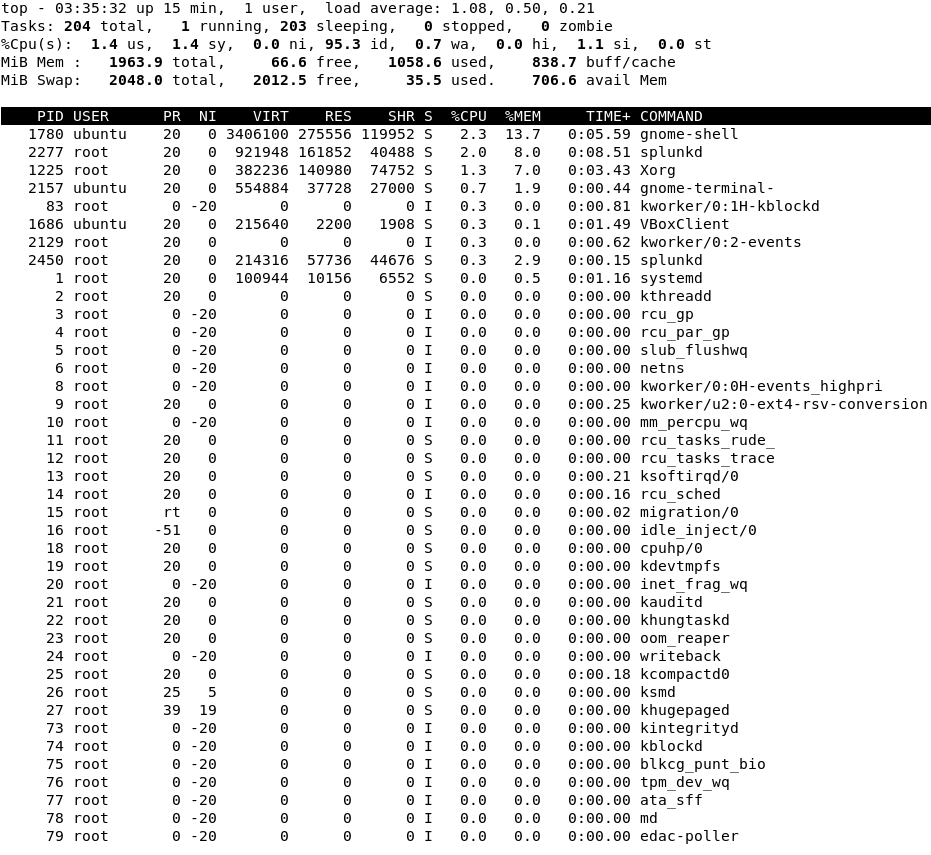 top - 03:35:32 up 15 min,  1 user,  load average: 1.08, 0.50, 0.21
Tasks: 204 total,   1 running, 203 sleeping,   0 stopped,   0 zombie
%Cpu(s):  1.4 us,  1.4 sy,  0.0 ni, 95.3 id,  0.7 wa,  0.0 hi,  1.1 si,  0.0 st
MiB Mem :   1963.9 total,     66.6 free,   1058.6 used,    838.7 buff/cache
MiB Swap:   2048.0 total,   2012.5 free,     35.5 used.    706.6 avail Mem
    PID USER      PR  NI    VIRT    RES    SHR S  %CPU  %MEM     TIME+ COMMAND
   1780 ubuntu    20   0 3406100 275556 119952 S   2.3  13.7   0:05.59 gnome-shell
   2277 root      20   0  921948 161852  40488 S   2.0   8.0   0:08.51 splunkd
   1225 root      20   0  382236 140980  74752 S   1.3   7.0   0:03.43 Xorg
   2157 ubuntu    20   0  554884  37728  27000 S   0.7   1.9   0:00.44 gnome-terminal-
     83 root       0 -20       0      0      0 I   0.3   0.0   0:00.81 kworker/0:1H-kblockd
   1686 ubuntu    20   0  215640   2200   1908 S   0.3   0.1   0:01.49 VBoxClient
   2129 root      20   0       0      0      0 I   0.3   0.0   0:00.62 kworker/0:2-events
   2450 root      20   0  214316  57736  44676 S   0.3   2.9   0:00.15 splunkd
      1 root      20   0  100944  10156   6552 S   0.0   0.5   0:01.16 systemd
      2 root      20   0       0      0      0 S   0.0   0.0   0:00.00 kthreadd
      3 root       0 -20       0      0      0 I   0.0   0.0   0:00.00 rcu_gp
      4 root       0 -20       0      0      0 I   0.0   0.0   0:00.00 rcu_par_gp
      5 root       0 -20       0      0      0 I   0.0   0.0   0:00.00 slub_flushwq
      6 root       0 -20       0      0      0 I   0.0   0.0   0:00.00 netns
      8 root       0 -20       0      0      0 I   0.0   0.0   0:00.00 kworker/0:0H-events_highpri
      9 root      20   0       0      0      0 I   0.0   0.0   0:00.25 kworker/u2:0-ext4-rsv-conversion
     10 root       0 -20       0      0      0 I   0.0   0.0   0:00.00 mm_percpu_wq
     11 root      20   0       0      0      0 S   0.0   0.0   0:00.00 rcu_tasks_rude_
     12 root      20   0       0      0      0 S   0.0   0.0   0:00.00 rcu_tasks_trace
     13 root      20   0       0      0      0 S   0.0   0.0   0:00.21 ksoftirqd/0
     14 root      20   0       0      0      0 I   0.0   0.0   0:00.16 rcu_sched
     15 root      rt   0       0      0      0 S   0.0   0.0   0:00.02 migration/0
     16 root     -51   0       0      0      0 S   0.0   0.0   0:00.00 idle_inject/0
     18 root      20   0       0      0      0 S   0.0   0.0   0:00.00 cpuhp/0
     19 root      20   0       0      0      0 S   0.0   0.0   0:00.00 kdevtmpfs
     20 root       0 -20       0      0      0 I   0.0   0.0   0:00.00 inet_frag_wq
     21 root      20   0       0      0      0 S   0.0   0.0   0:00.00 kauditd
     22 root      20   0       0      0      0 S   0.0   0.0   0:00.00 khungtaskd
     23 root      20   0       0      0      0 S   0.0   0.0   0:00.00 oom_reaper
     24 root       0 -20       0      0      0 I   0.0   0.0   0:00.00 writeback
     25 root      20   0       0      0      0 S   0.0   0.0   0:00.18 kcompactd0
     26 root      25   5       0      0      0 S   0.0   0.0   0:00.00 ksmd
     27 root      39  19       0      0      0 S   0.0   0.0   0:00.00 khugepaged
     73 root       0 -20       0      0      0 I   0.0   0.0   0:00.00 kintegrityd
     74 root       0 -20       0      0      0 I   0.0   0.0   0:00.00 kblockd
     75 root       0 -20       0      0      0 I   0.0   0.0   0:00.00 blkcg_punt_bio
     76 root       0 -20       0      0      0 I   0.0   0.0   0:00.00 tpm_dev_wq
     77 root       0 -20       0      0      0 I   0.0   0.0   0:00.00 ata_sff
     78 root       0 -20       0      0      0 I   0.0   0.0   0:00.00 md
     79 root       0 -20       0      0      0 I   0.0   0.0   0:00.00 edac-poller